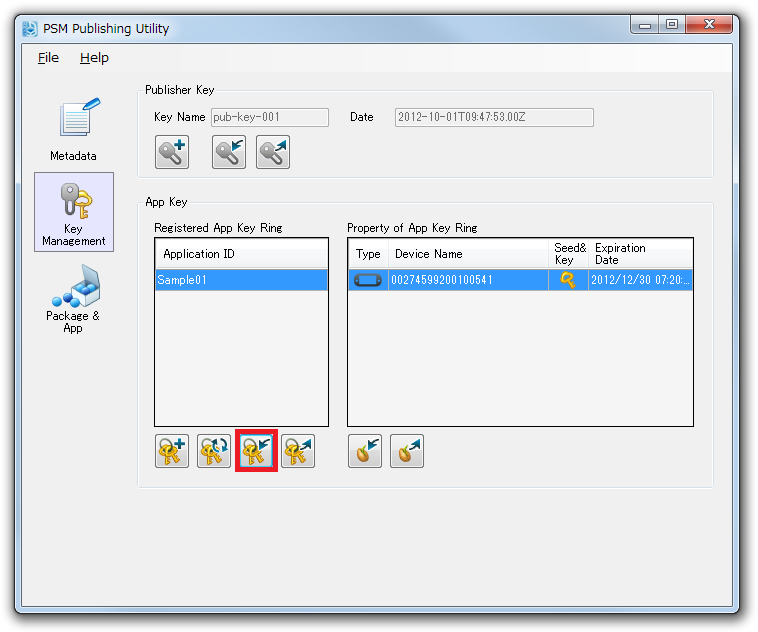 PSM Publishing Utility
File Help
Publisher Key
Key Name pub-key-001 Date 2012-10-01T09:47:53.00Z
Metadata
Key
Management
Package &
App
App Key
Registered App Key Ring
Application ID
Sample01
Property of App Key Ring
Type Device Name Seed&
Key Expiration
Date
00274599200100541 2012/12/30 07:20:...